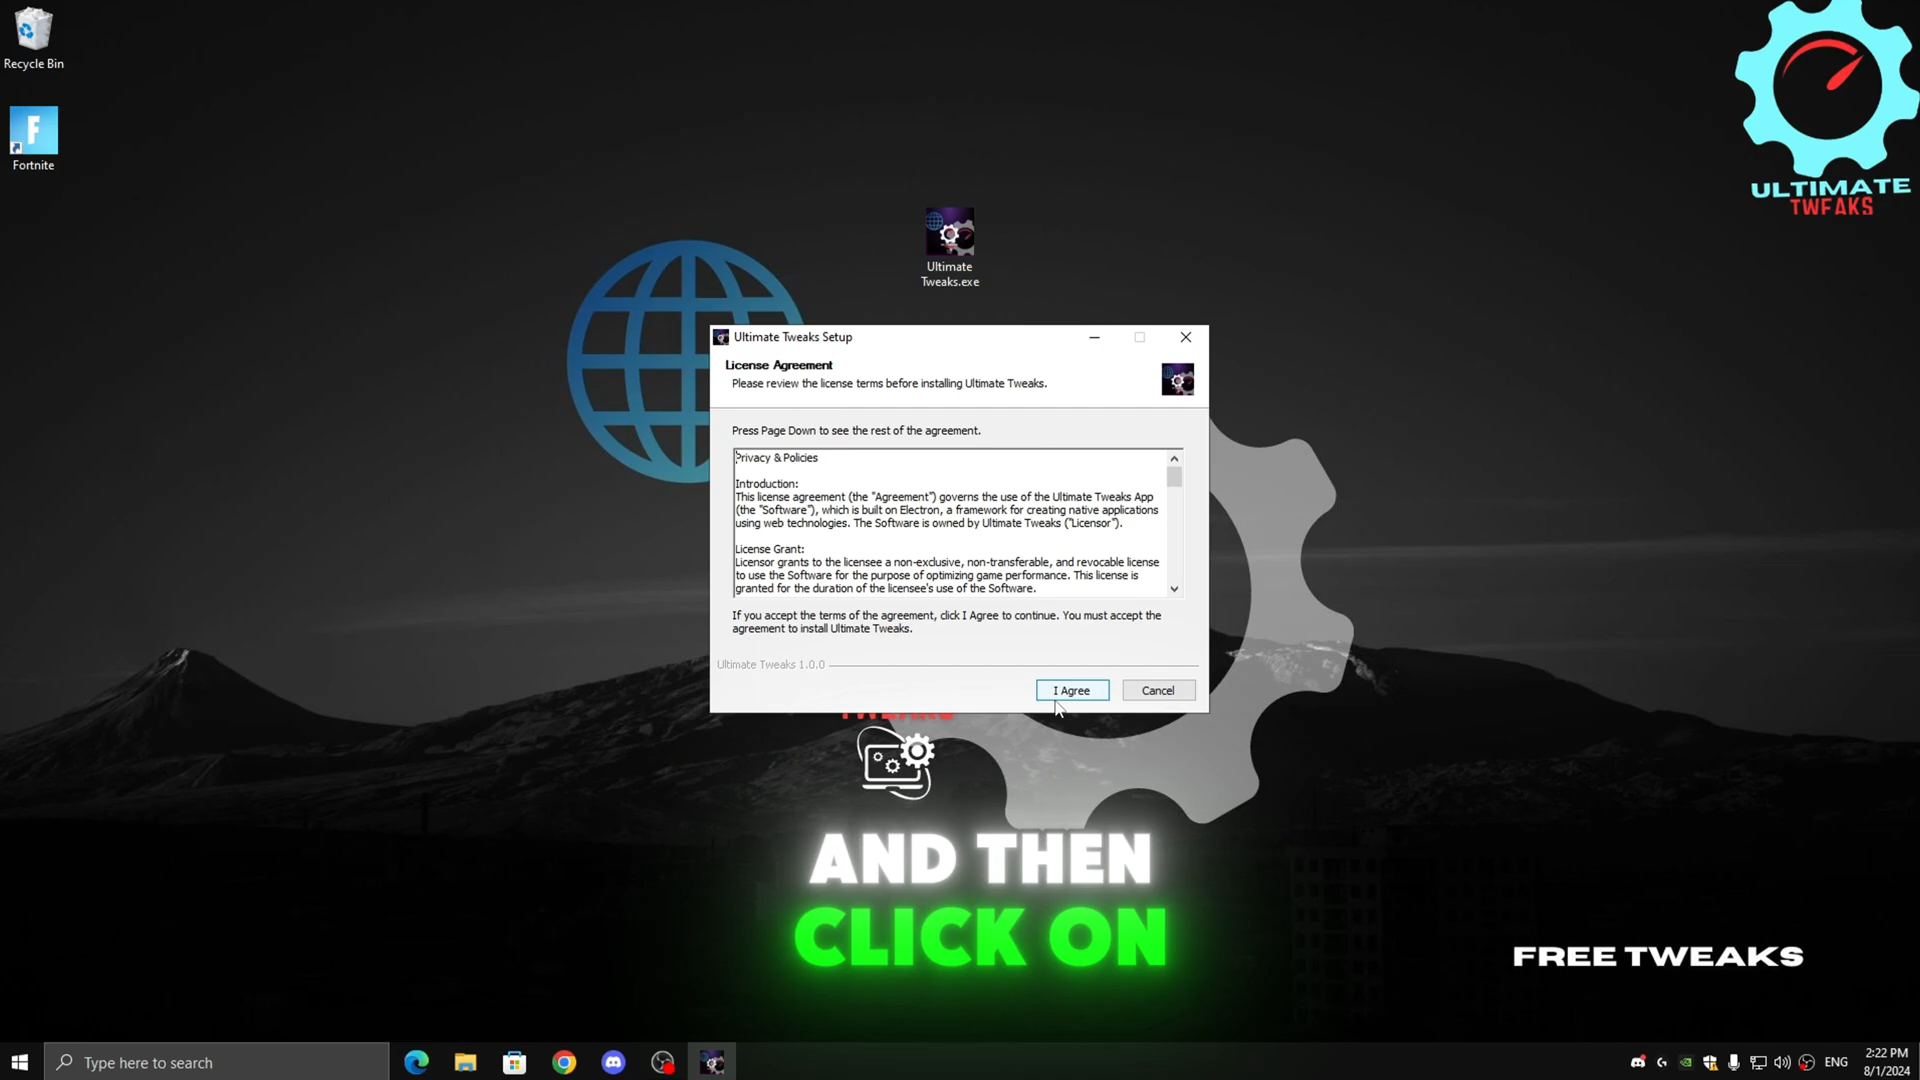 Recycle Bin
Fortnite
ULTIMATE
TWEAKS
Ultimate
Tweaks.exe
Ultimate Tweaks Setup
License Agreement
Please review the license terms before installing Ultimate Tweaks.
Press Page Down to see the rest of the agreement.
Privacy & Policies
Introduction:
This license agreement (the "Agreement") governs the use of the Ultimate Tweaks App
(the "Software"), which is built on Electron, a framework for creating native applications
using web technologies. The Software is owned by Ultimate Tweaks ("Licensor").
License Grant:
Licensor grants to the licensee a non-exclusive, non-transferable, and revocable license
to use the Software for the purpose of optimizing game performance. This license is
granted for the duration of the licensee's use of the Software.
If you accept the terms of the agreement, click I Agree to continue. You must accept the
agreement to install Ultimate Tweaks.
Ultimate Tweaks 1.0.0
I Agree
Cancel
AND THEN
CLICK ON
FREE TWEAKS
Type here to search
ENG
2:22 PM
8/1/2024